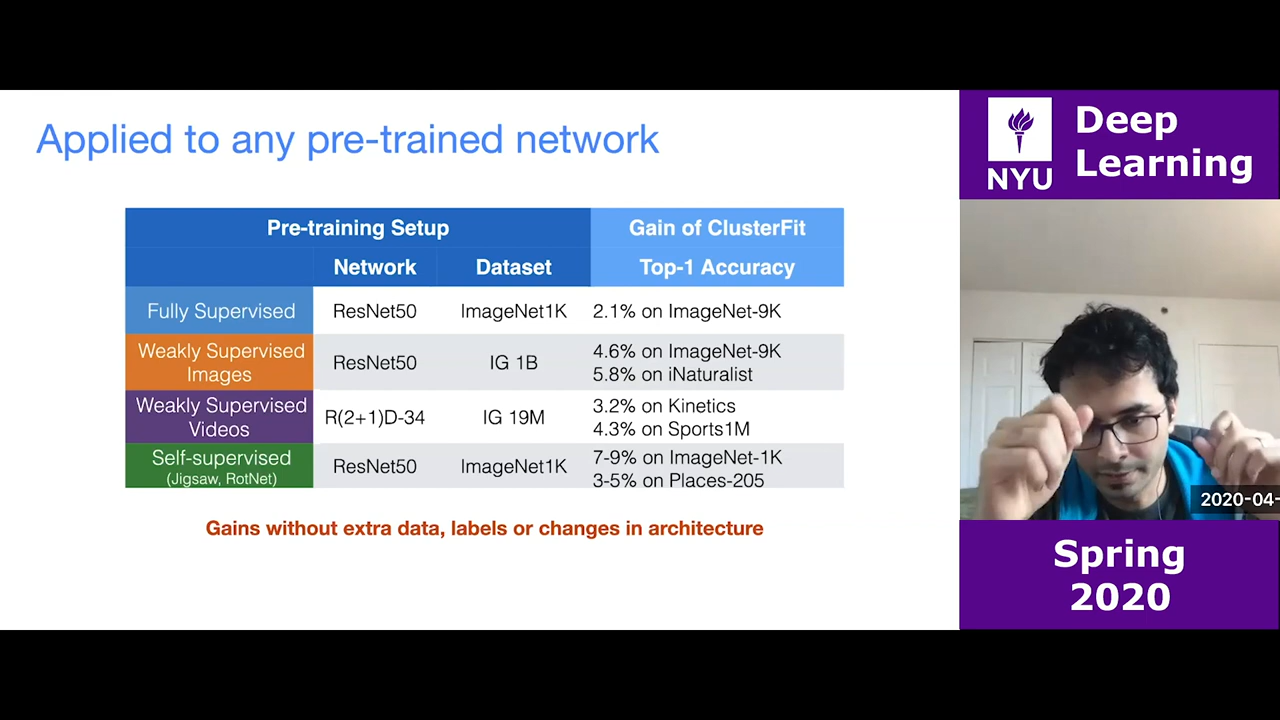 Applied to any pre-trained network
Pre-training Setup
Gain of ClusterFit
Network
Dataset
Top-1 Accuracy
Fully Supervised
ResNet50
ImageNet1K
2.1% on ImageNet-9K
Weakly Supervised
Images
ResNet50
IG 1B
4.6% on ImageNet-9K
5.8% on iNaturalist
Weakly Supervised
Videos
R(2+1)D-34
IG 19M
3.2% on Kinetics
4.3% on Sports1M
Self-supervised
(Jigsaw, RotNet)
ResNet50
ImageNet1K
7-9% on ImageNet-1K
3-5% on Places-205
Gains without extra data, labels or changes in architecture
NYU
Deep
Learning
2020-04-
Spring
2020